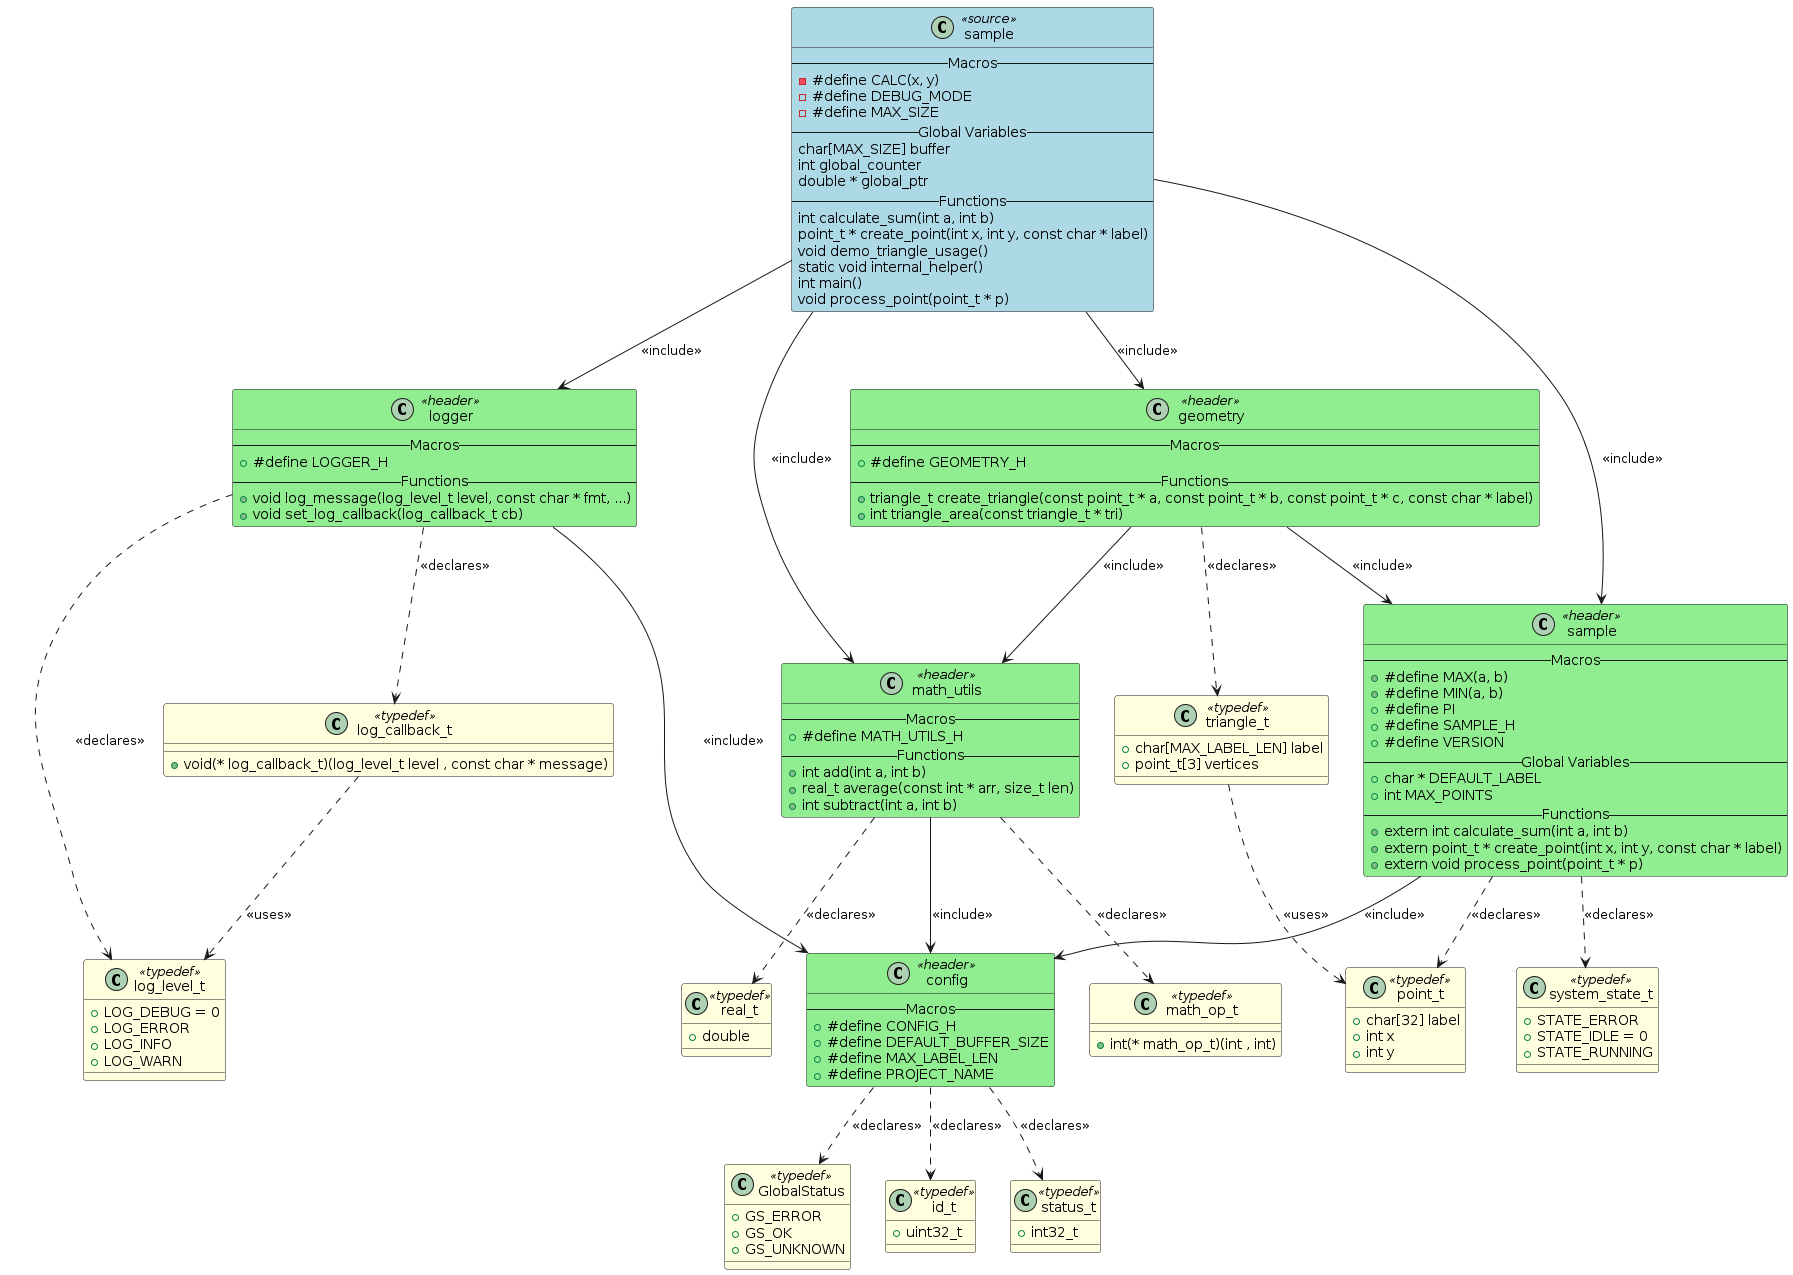 «source»
C
sample
Macros
#define CALC(x, y)
#define DEBUG_MODE
#define MAX_SIZE
Global Variables
char[MAX_SIZE] buffer
int global_counter
double * global_ptr
Functions
int calculate_sum(int a, int b)
point_t * create_point(int x, int y, const char * label)
void demo_triangle_usage()
static void internal_helper()
int main()
void process_point(point_t * p)
«include»
«include»
«include»
«include»
«header»
C
logger
Macros
#define LOGGER_H
Functions
void log_message(log_level_t level, const char * fmt, ...)
void set_log_callback(log_callback_t cb)
«header»
C
geometry
Macros
#define GEOMETRY_H
Functions
triangle_t create_triangle(const point_t * a, const point_t * b, const point_t * c, const char * label)
int triangle_area(const triangle_t * tri)
«declares»
«declares»
«include»
«include»
«declares»
«include»
«typedef»
C
log_callback_t
void(* log_callback_t)(log_level_t level , const char * message)
«header»
C
math_utils
Macros
#define MATH_UTILS_H
Functions
int add(int a, int b)
real_t average(const int * arr, size_t len)
int subtract(int a, int b)
«typedef»
C
triangle_t
char[MAX_LABEL_LEN] label
point_t[3] vertices
«header»
C
sample
Macros
#define MAX(a, b)
#define MIN(a, b)
#define PI
#define SAMPLE_H
#define VERSION
Global Variables
char * DEFAULT_LABEL
int MAX_POINTS
Functions
extern int calculate_sum(int a, int b)
extern point_t * create_point(int x, int y, const char * label)
extern void process_point(point_t * p)
«uses»
«declares»
«include»
«declares»
«uses»
«include»
«declares»
«declares»
«typedef»
C
log_level_t
LOG_DEBUG = 0
LOG_ERROR
LOG_INFO
LOG_WARN
«typedef»
C
real_t
double
«header»
C
config
Macros
#define CONFIG_H
#define DEFAULT_BUFFER_SIZE
#define MAX_LABEL_LEN
#define PROJECT_NAME
«typedef»
C
math_op_t
int(* math_op_t)(int , int)
«typedef»
C
point_t
char[32] label
int x
int y
«typedef»
C
system_state_t
STATE_ERROR
STATE_IDLE = 0
STATE_RUNNING
«declares»
«declares»
«declares»
«typedef»
C
GlobalStatus
GS_ERROR
GS_OK
GS_UNKNOWN
«typedef»
C
id_t
uint32_t
«typedef»
C
status_t
int32_t